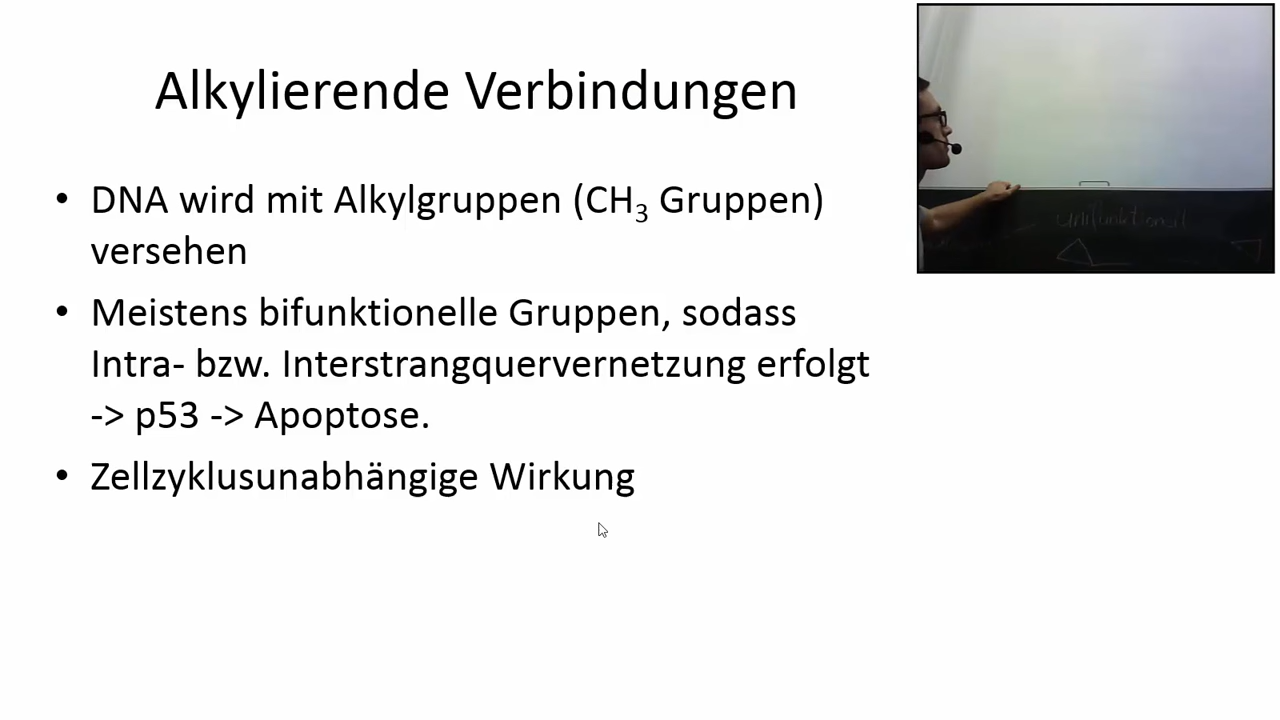 Alkylierende Verbindungen
• DNA wird mit Alkylgruppen (CH₃ Gruppen)
versehen
• Meistens bifunktionelle Gruppen, sodass
Intra- bzw. Interstrangquervernetzung erfolgt
-> p53 -> Apoptose.
• Zellzyklusunabhängige Wirkung
unifunktionell